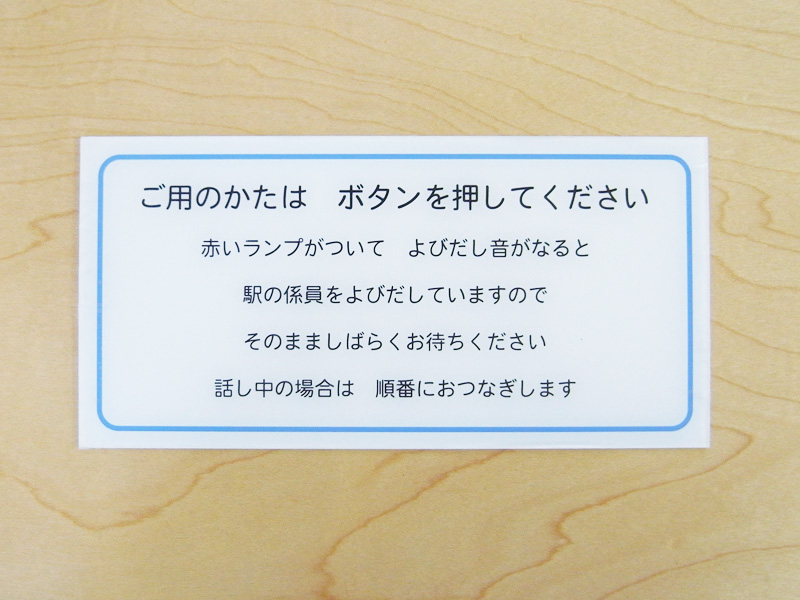 ご用のかたは　ボタンを押してください
赤いランプがついて　よびだし音がなると
駅の係員をよびだしていますので
そのまましばらくお待ちください
話し中の場合は　順番におつなぎします